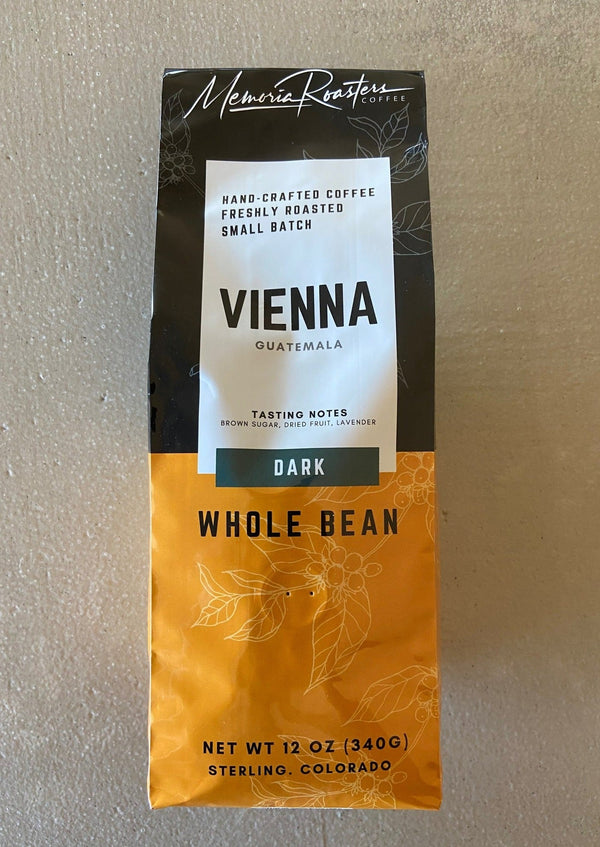 Memoria Roasters
COFFEE
HAND-CRAFTED COFFEE
FRESHLY ROASTED
SMALL BATCH
VIENNA
GUATEMALA
TASTING NOTES
BROWN SUGAR, DRIED FRUIT, LAVENDER
DARK
WHOLE BEAN
NET WT 12 OZ (340G)
STERLING. COLORADO